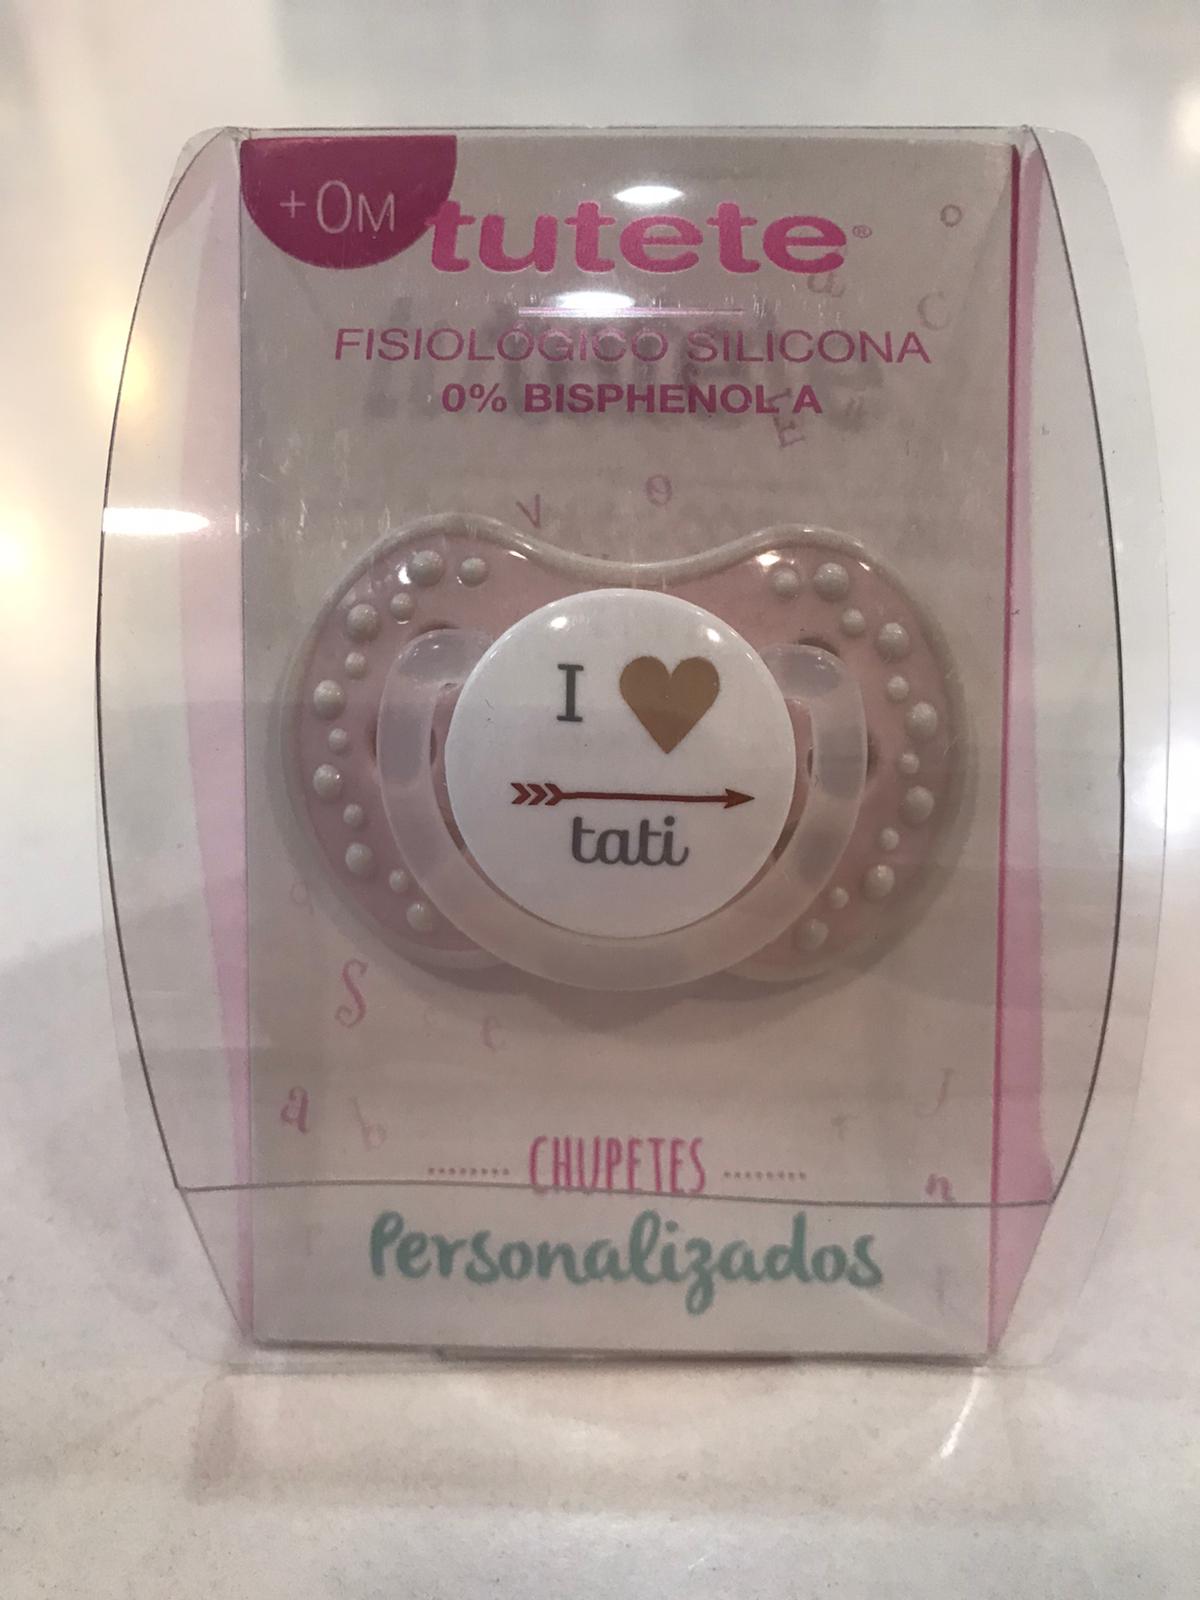 +0M
tutete®
FISIOLÓGICO SILICONA
0% BISPHENOL A
I
tati
CHUPETES
Personalizados